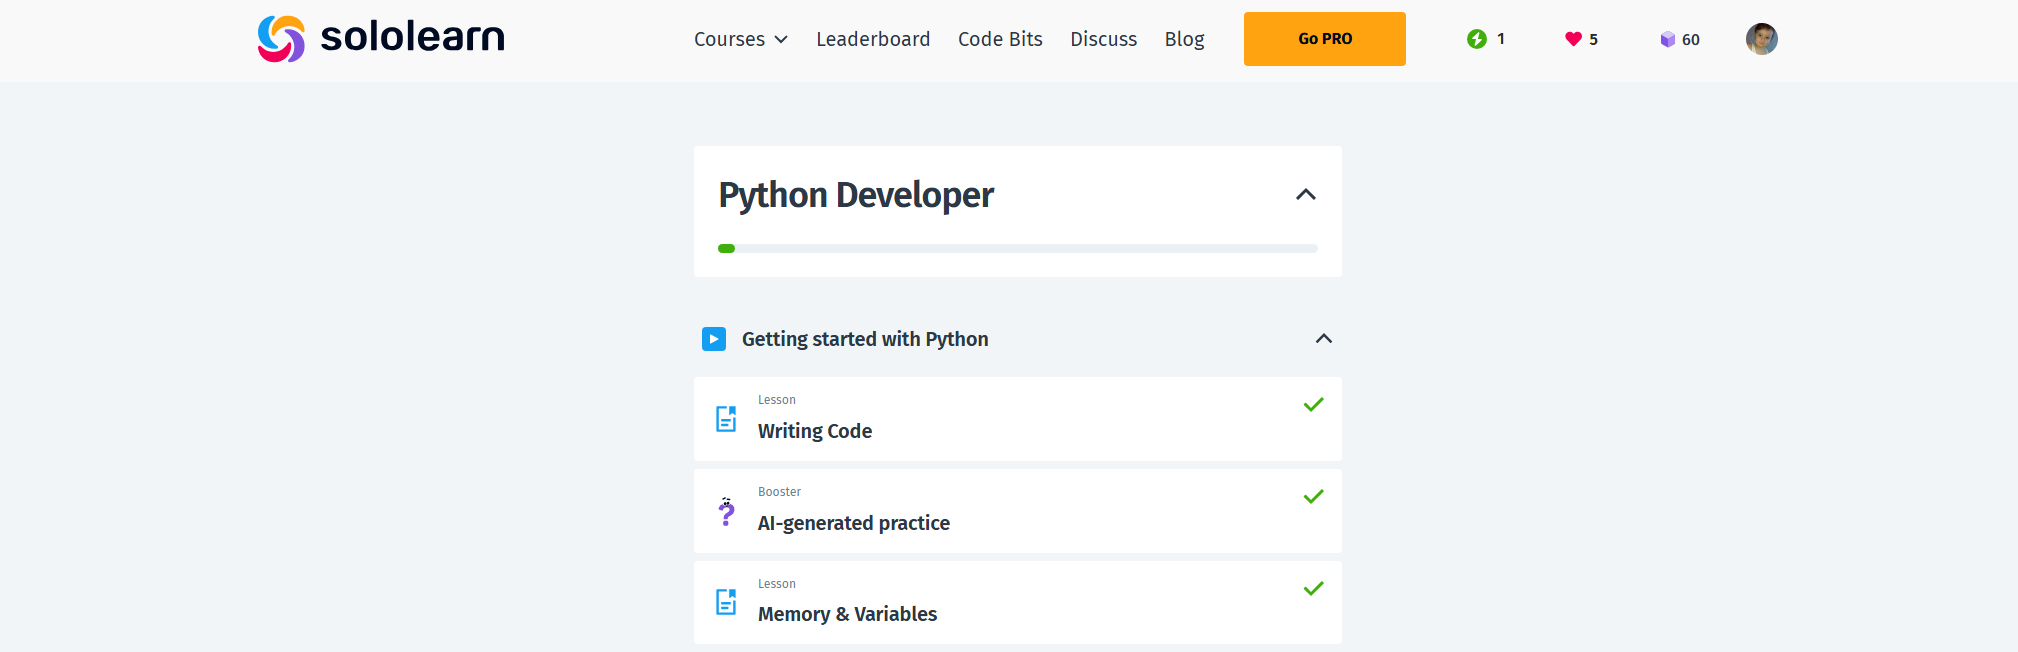 sololearn
Courses Leaderboard Code Bits Discuss Blog Go PRO 1 5 60
Python Developer
Getting started with Python
Lesson
Writing Code
Booster
AI-generated practice
Lesson
Memory & Variables